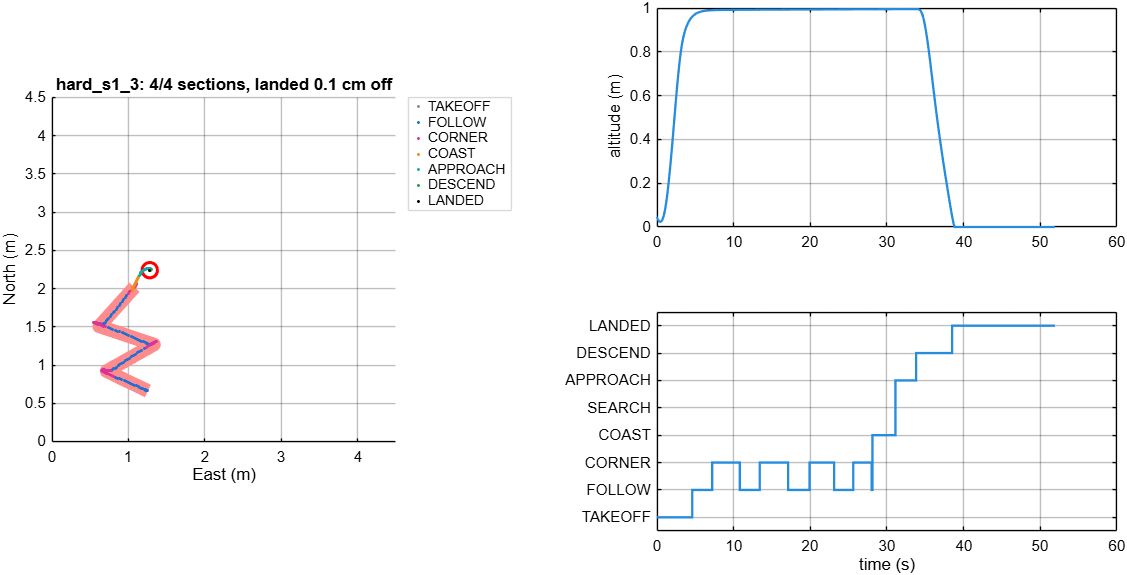 hard_s1_3: 4/4 sections, landed 0.1 cm off
4.5
4
3.5
3
2.5
2
1.5
1
0.5
0
North (m)
0 1 2 3 4
East (m)
TAKEOFF
FOLLOW
CORNER
COAST
APPROACH
DESCEND
LANDED
1
0.8
0.6
0.4
0.2
0
altitude (m)
0 10 20 30 40 50 60
LANDED
DESCEND
APPROACH
SEARCH
COAST
CORNER
FOLLOW
TAKEOFF
0 10 20 30 40 50 60
time (s)